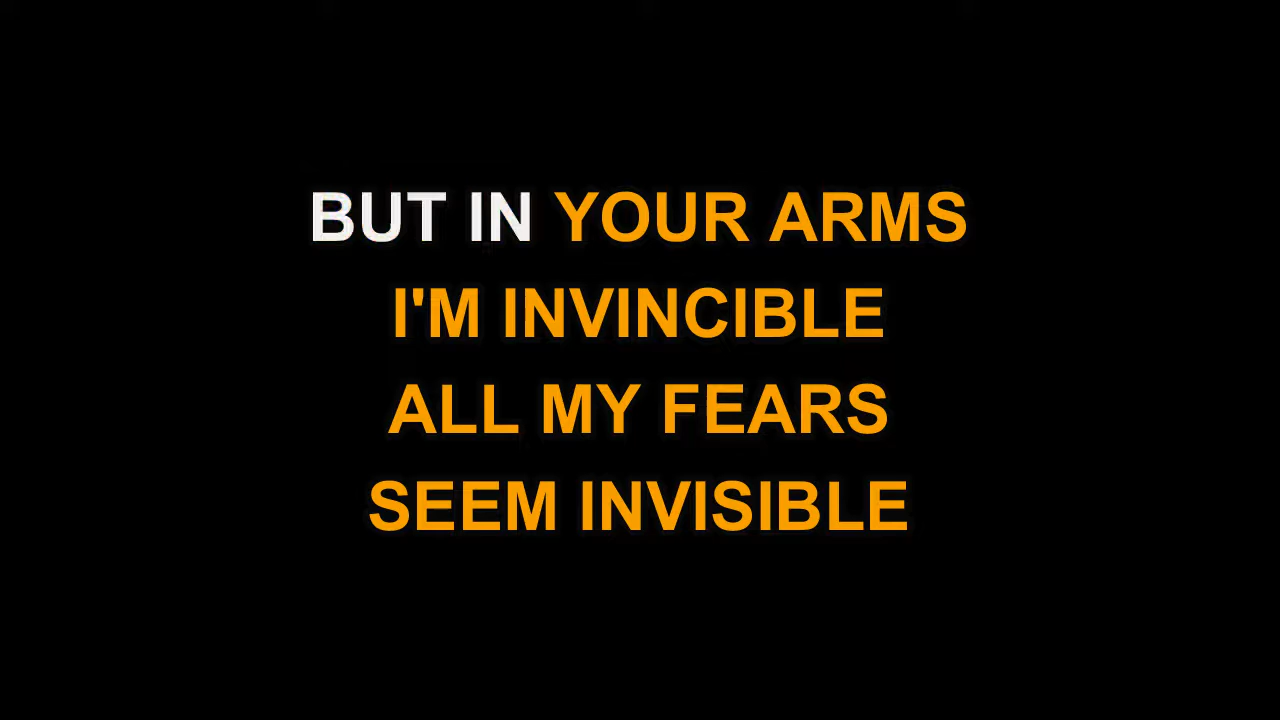 BUT IN YOUR ARMS
I'M INVINCIBLE
ALL MY FEARS
SEEM INVISIBLE